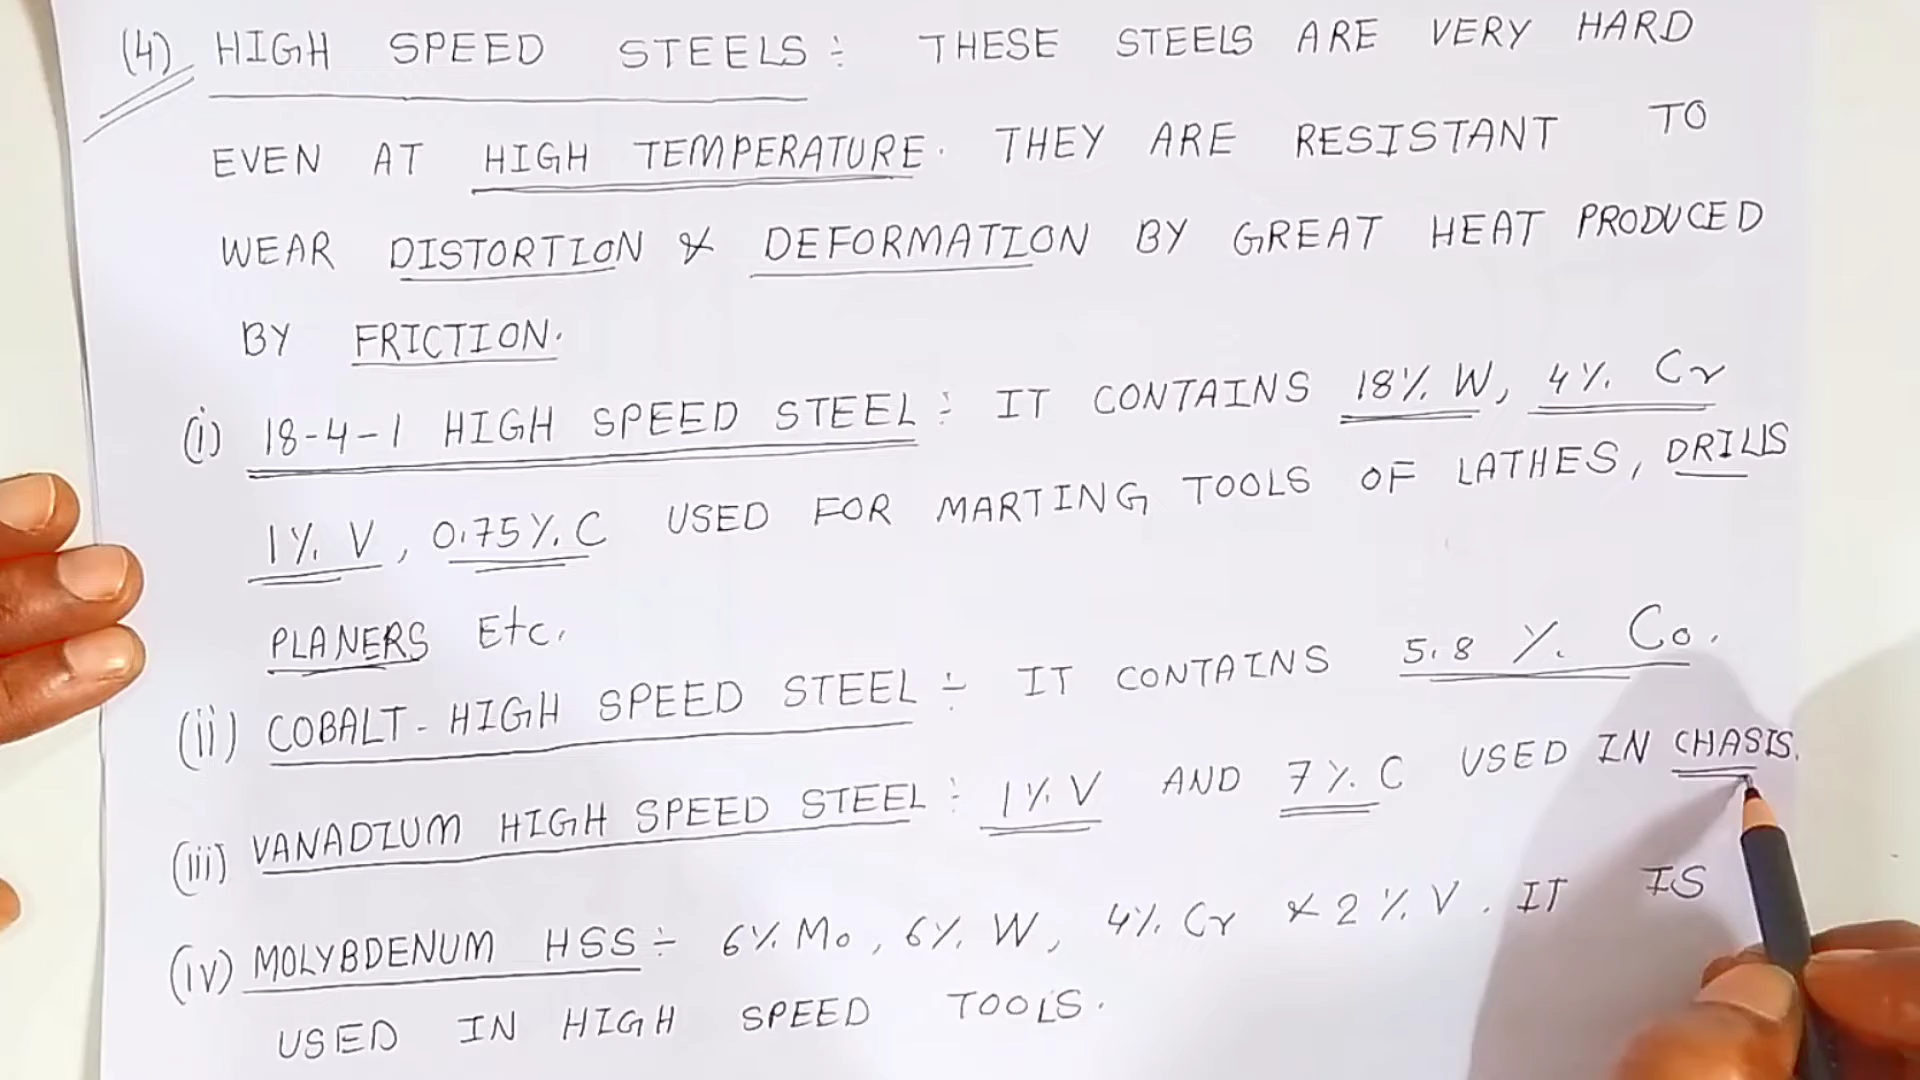 (4) HIGH SPEED STEELS :- THESE STEELS ARE VERY HARD
EVEN AT HIGH TEMPERATURE. THEY ARE RESISTANT TO
WEAR DISTORTION & DEFORMATION BY GREAT HEAT PRODUCED
BY FRICTION.
(i) 18-4-1 HIGH SPEED STEEL :- IT CONTAINS 18% W, 4% Cr
1% V, 0.75% C USED FOR MARTING TOOLS OF LATHES, DRILLS
PLANERS Etc.
(ii) COBALT-HIGH SPEED STEEL :- IT CONTAINS 5.8 % Co.
(iii) VANADIUM HIGH SPEED STEEL :- 1% V AND 7% C USED IN CHASIS.
(iv) MOLYBDENUM HSS :- 6% Mo, 6% W, 4% Cr & 2% V. IT IS
USED IN HIGH SPEED TOOLS.